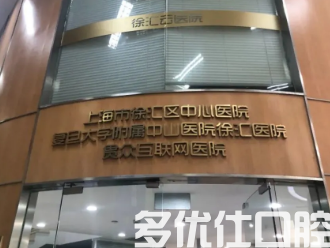 徐汇云医院
上海市徐汇区中心医院
复旦大学附属中山医院徐汇医院
贯众互联网医院
多优仕口腔